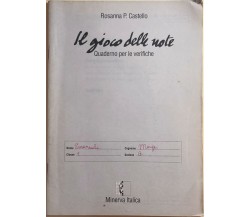 Rosanna P. Castello
Il gioco delle note
Quaderno per le verifiche
Minerva Italica